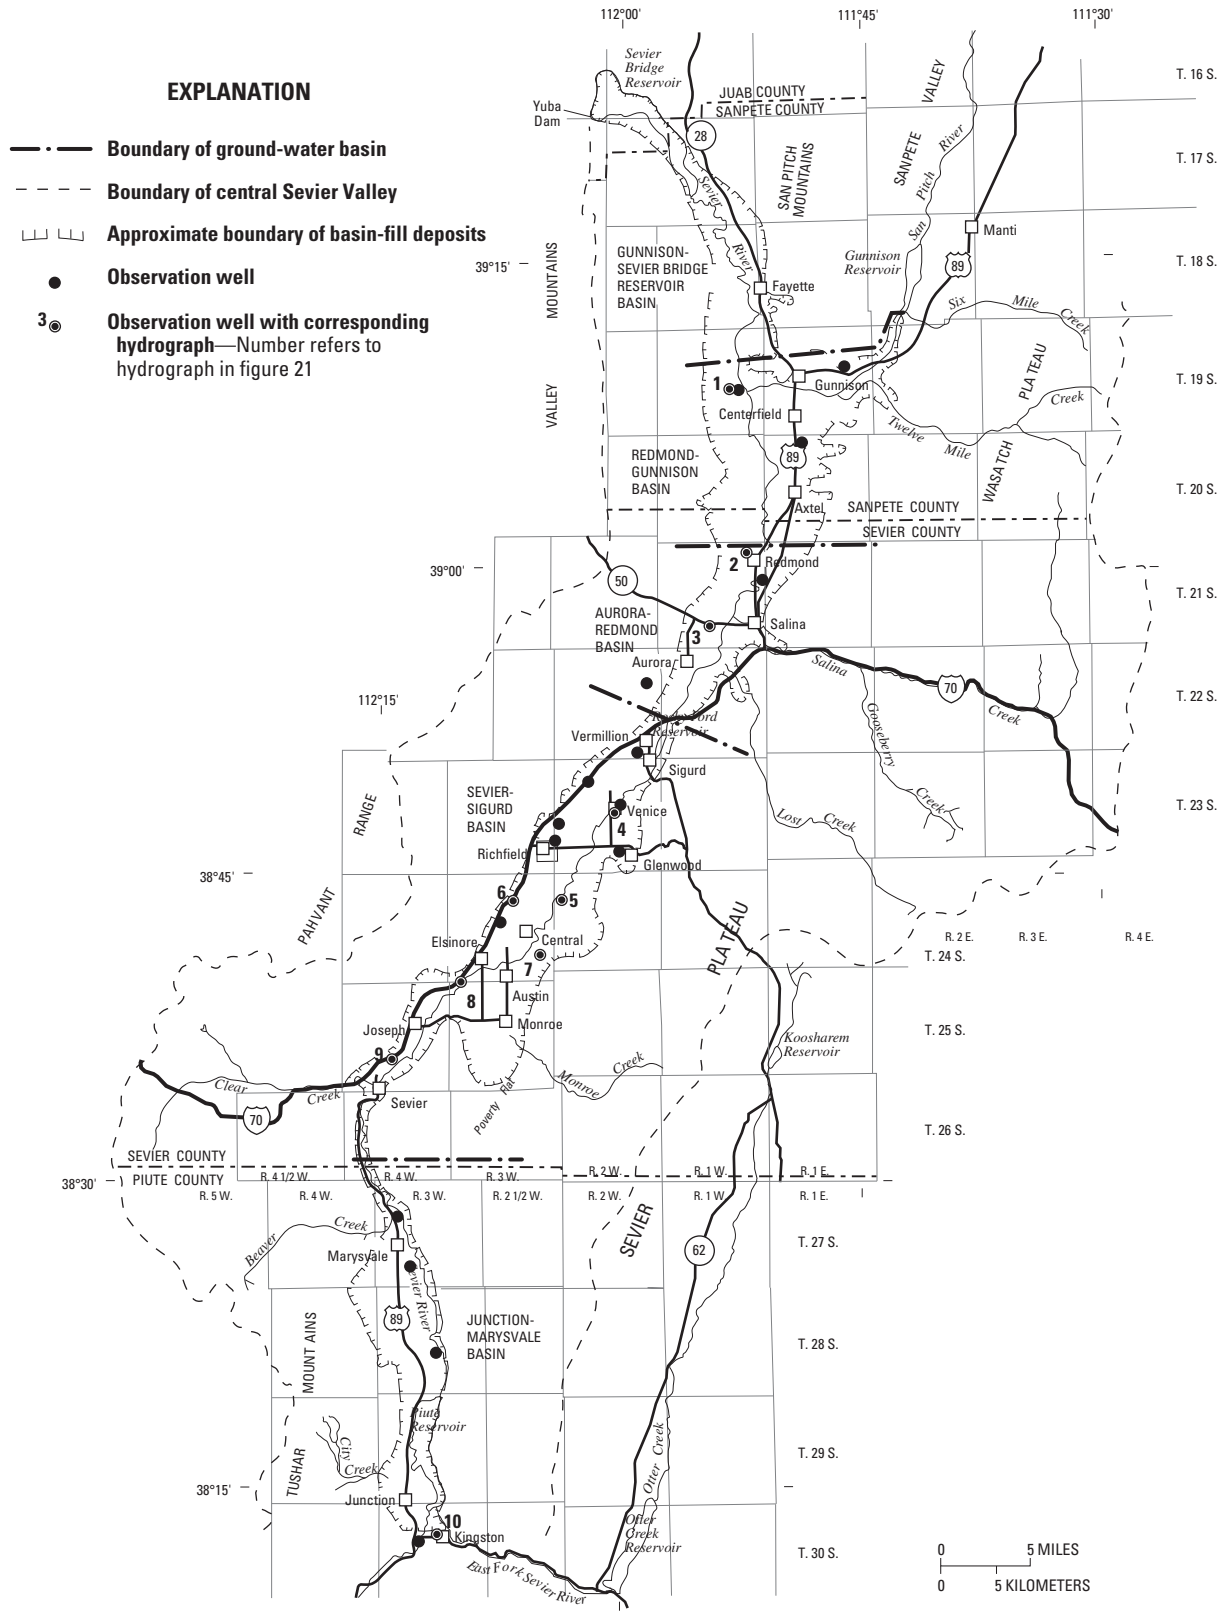 112°00'
111°45'
111°30'
Sevier
Bridge
Reservoir
T. 16 S.
EXPLANATION
JUAB COUNTY
SANPETE COUNTY
VALLEY
Yuba
Dam
28
SANPETE
San Pitch River
Boundary of ground-water basin
T. 17 S.
SAN PITCH
MOUNTAINS
Boundary of central Sevier Valley
Sevier
River
Approximate boundary of basin-fill deposits
Manti
GUNNISON-
SEVIER BRIDGE
RESERVOIR
BASIN
Gunnison
Reservoir
89
39°15'
T. 18 S.
Observation well
MOUNTAINS
Fayette
3
Observation well with corresponding
hydrograph—Number refers to
hydrograph in figure 21
Six Mile Creek
PLATEAU
T. 19 S.
1
Gunnison
VALLEY
Centerfield
Creek
Twelve
Mile
REDMOND-
GUNNISON
BASIN
89
WASATCH
T. 20 S.
Axtel
SANPETE COUNTY
SEVIER COUNTY
2
Redmond
39°00'
50
T. 21 S.
AURORA-
REDMOND
BASIN
3
Salina
Aurora
Salina
70
T. 22 S.
112°15'
Creek
Gooseberry
Creek
Rocky Ford
Reservoir
Vermillion
Sigurd
SEVIER-
SIGURD
BASIN
T. 23 S.
RANGE
Venice
4
Lost Creek
Richfield
Glenwood
38°45'
6
5
PAHVANT
PLATEAU
R. 2 E.
R. 3 E.
R. 4 E.
Elsinore
Central
T. 24 S.
7
8
Austin
Joseph
Monroe
T. 25 S.
Koosharem
Reservoir
9
Clear
Creek
Monroe
Creek
Sevier
Poverty Flat
70
T. 26 S.
SEVIER COUNTY
PIUTE COUNTY
38°30'
R. 4 1/2 W.
R. 4 W.
R. 3 W.
R. 2 W.
R. 1 W.
R. 1 E.
R. 5 W.
R. 4 W.
R. 3 W.
R. 2 1/2 W.
R. 2 W.
R. 1 W.
R. 1 E.
Beaver
Creek
SEVIER
T. 27 S.
Marysvale
62
Sevier River
89
JUNCTION-
MARYSVALE
BASIN
T. 28 S.
MOUNT AINS
Piute
Reservoir
City
Creek
T. 29 S.
TUSHAR
Otter Creek
38°15'
Junction
10
Kingston
Otter
Creek
Reservoir
T. 30 S.
East Fork Sevier River
0
5 MILES
0
5 KILOMETERS